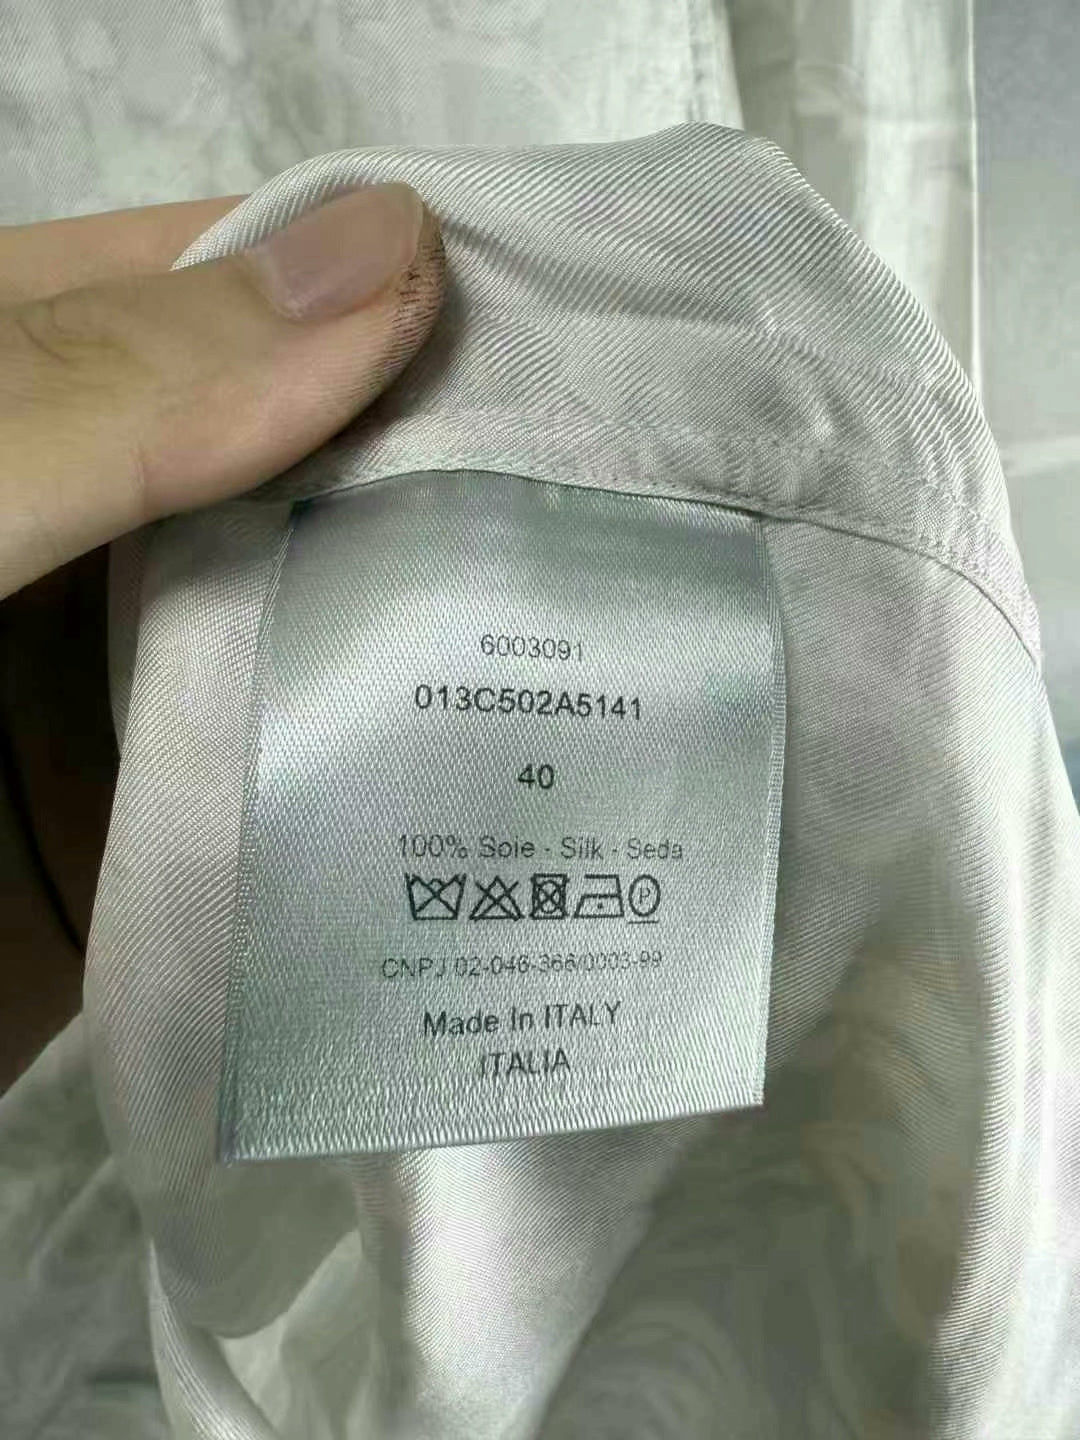 6003091
013C502A5141
40
100% Soie - Silk - Seda
P
CNPJ 02-046-366/0003-99
Made In ITALY
ITALIA